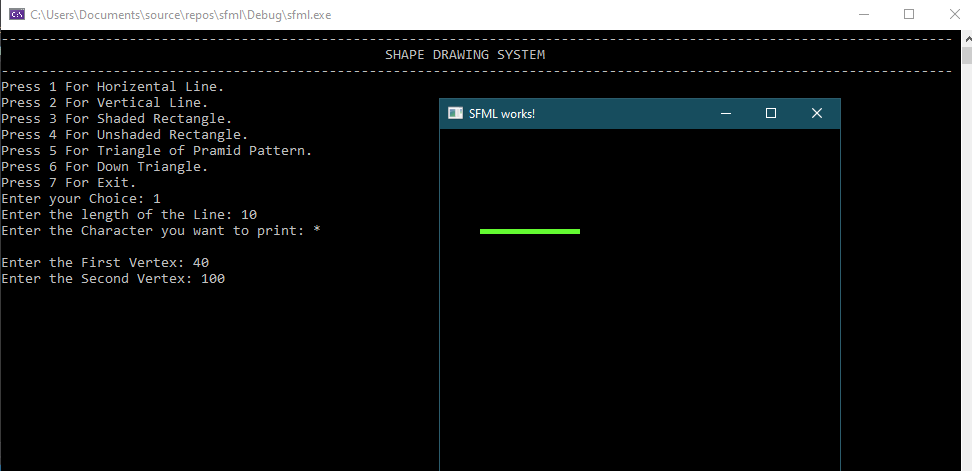 C:\Users\Documents\source\repos\sfml\Debug\sfml.exe
----------------------------------------------------------------------------------------------------------------------
SHAPE DRAWING SYSTEM
----------------------------------------------------------------------------------------------------------------------
Press 1 For Horizental Line.
Press 2 For Vertical Line.
Press 3 For Shaded Rectangle.
Press 4 For Unshaded Rectangle.
Press 5 For Triangle of Pramid Pattern.
Press 6 For Down Triangle.
Press 7 For Exit.
Enter your Choice: 1
Enter the length of the Line: 10
Enter the Character you want to print: *
Enter the First Vertex: 40
Enter the Second Vertex: 100
SFML works!